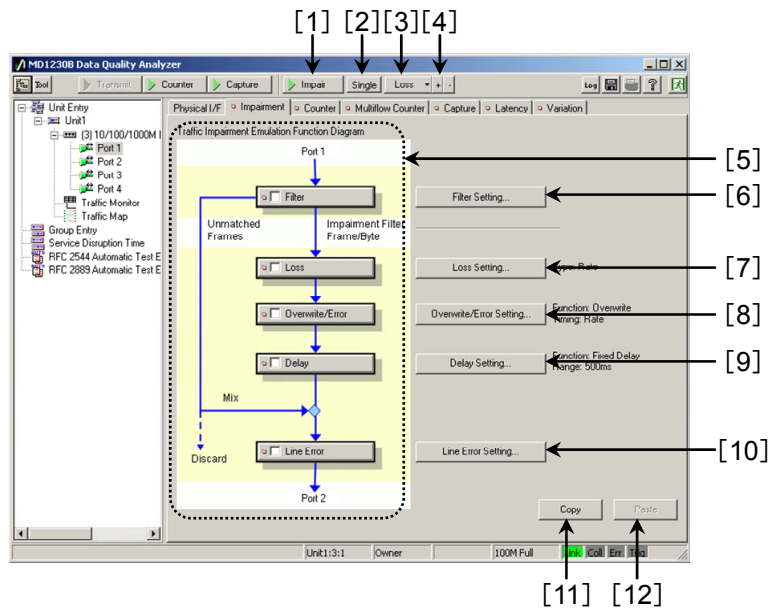 [1] [2] [3] [4]
MD1230B Data Quality Analyzer
Tool Transmit Counter Capture Impair Single Loss + - Log
Unit Entry
Unit1
(3) 10/100/1000M I
Port 1
Port 2
Port 3
Port 4
Traffic Monitor
Traffic Map
Group Entry
Service Disruption Time
RFC 2544 Automatic Test E
RFC 2889 Automatic Test E
Physical I/F Impairment Counter Multiflow Counter Capture Latency Variation
Traffic Impairment Emulation Function Diagram
Port 1
[5]
Filter
Filter Setting...
[6]
Unmatched
Frames
Impairment Filter
Frame/Byte
Loss
Loss Setting...
Type: Rate
[7]
Overwrite/Error
Overwrite/Error Setting...
Function: Overwrite
Timing: Rate
[8]
Delay
Delay Setting...
Function: Fixed Delay
Range: 500ms
[9]
Mix
Discard
Line Error
Line Error Setting...
[10]
Port 2
Copy
Paste
Unit1:3:1 Owner 100M Full Link Coll Err Trig
[11] [12]